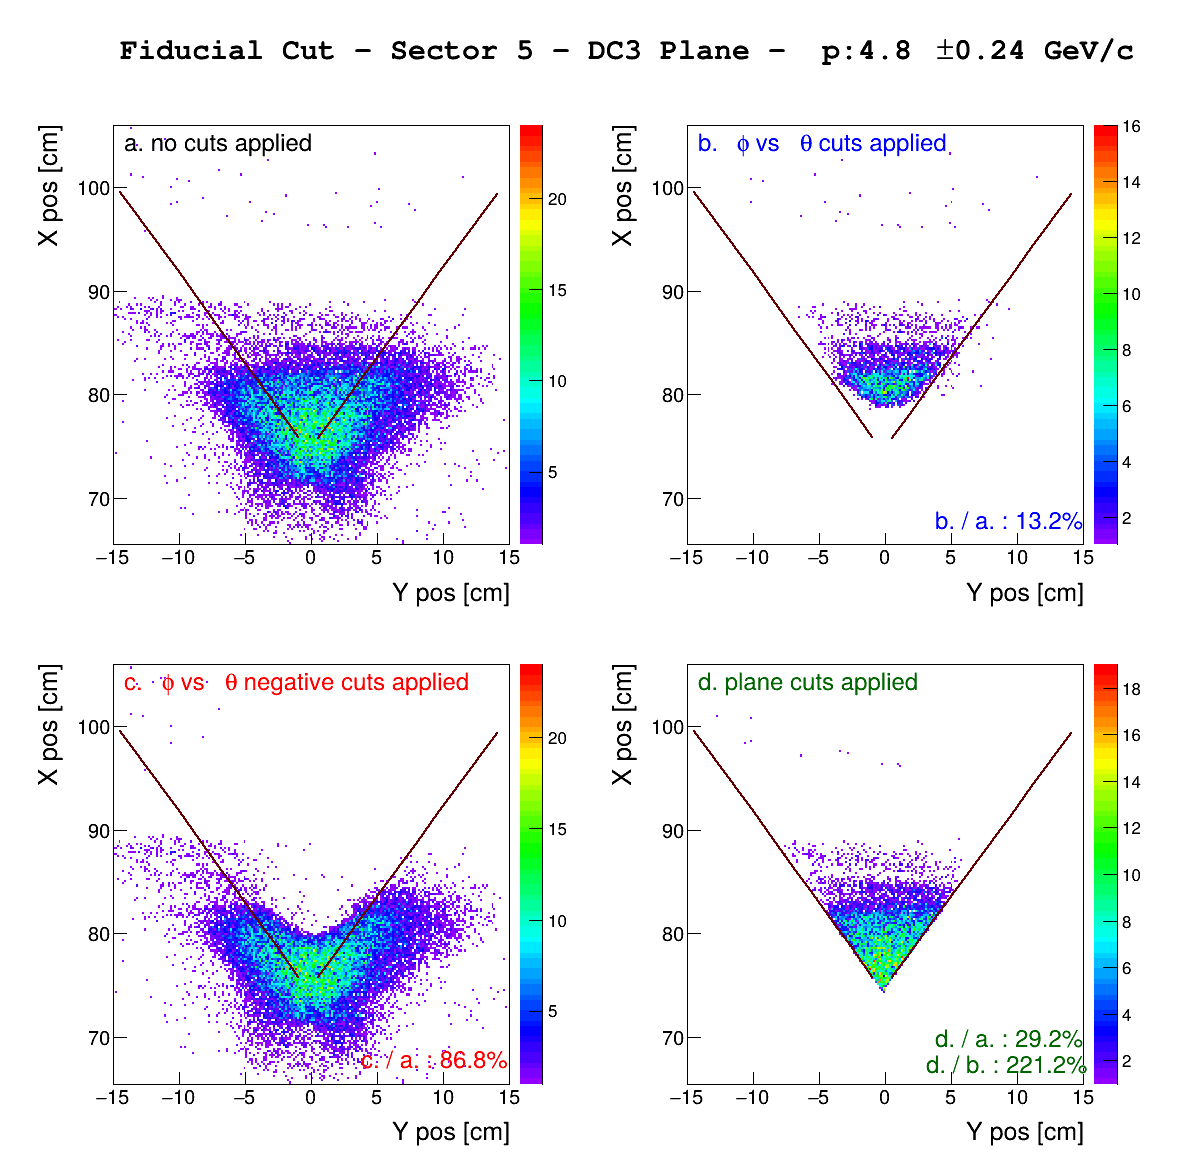 Fiducial Cut – Sector 5 – DC3 Plane – p:4.8 ±0.24 GeV/c
a. no cuts applied
X pos [cm]
100
90
80
70
−15 −10 −5 0 5 10 15
Y pos [cm]
20
15
10
5
b. ϕ vs θ cuts applied
X pos [cm]
100
90
80
70
b. / a. : 13.2%
−15 −10 −5 0 5 10 15
Y pos [cm]
16
14
12
10
8
6
4
2
c. ϕ vs θ negative cuts applied
X pos [cm]
100
90
80
70
c. / a. : 86.8%
−15 −10 −5 0 5 10 15
Y pos [cm]
20
15
10
5
d. plane cuts applied
X pos [cm]
100
90
80
70
d. / a. : 29.2%
d. / b. : 221.2%
−15 −10 −5 0 5 10 15
Y pos [cm]
18
16
14
12
10
8
6
4
2